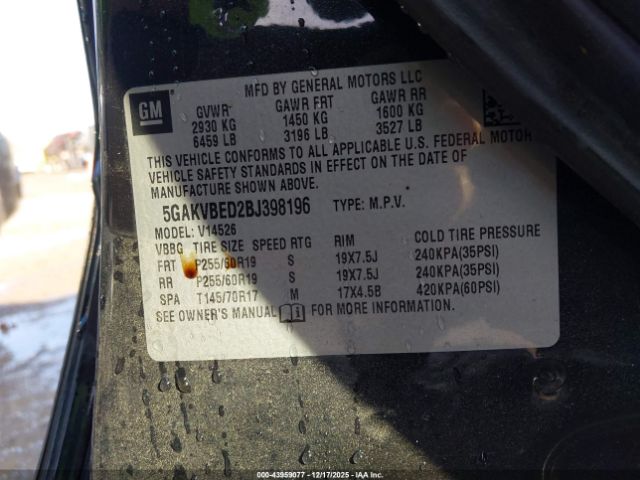 MFD BY GENERAL MOTORS LLC
GM
GVWR GAWR FRT GAWR RR
2930 KG 1450 KG 1600 KG
6459 LB 3196 LB 3527 LB
THIS VEHICLE CONFORMS TO ALL APPLICABLE U.S. FEDERAL MOTOR
VEHICLE SAFETY STANDARDS IN EFFECT ON THE DATE OF
MANUFACTURE SHOWN ABOVE.
5GAKVBED2BJ398196 TYPE: M.P.V.
MODEL: V14526
VBBG TIRE SIZE SPEED RTG RIM COLD TIRE PRESSURE
FRT P255/60R19 S 19X7.5J 240KPA(35PSI)
RR P255/60R19 S 19X7.5J 240KPA(35PSI)
SPA T145/70R17 M 17X4.5B 420KPA(60PSI)
SEE OWNER'S MANUAL FOR MORE INFORMATION.
000-43959077 - 12/17/2025 - IAAC.